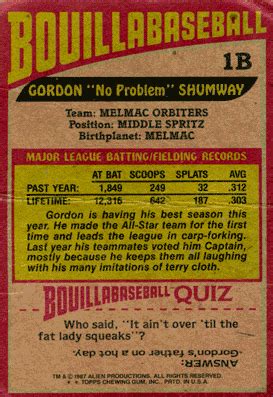 BOUILLABASEBALL
1B
GORDON "No Problem" SHUMWAY
Team: MELMAC ORBITERS
Position: MIDDLE SPRITZ
Birthplanet: MELMAC
MAJOR LEAGUE BATTING/FIELDING RECORDS
AT BAT SCOOPS SPLATS AVG
PAST YEAR: 1,849 249 32 .312
LIFETIME: 12,316 642 187 .303
Gordon is having his best season this
year. He made the All-Star team for the
first time and leads the league in carp-forking.
Last year his teammates voted him Captain,
mostly because he keeps them all laughing
with his many imitations of terry cloth.
BOUILLABASEBALL QUIZ
Who said, "It ain't over 'til the
fat lady squeaks"?
ANSWER:
-Gordon's father on a hot day.
TM & © 1987 ALIEN PRODUCTIONS. ALL RIGHTS RESERVED.
* * TOPPS CHEWING GUM, INC. PRTD. IN U.S.A.